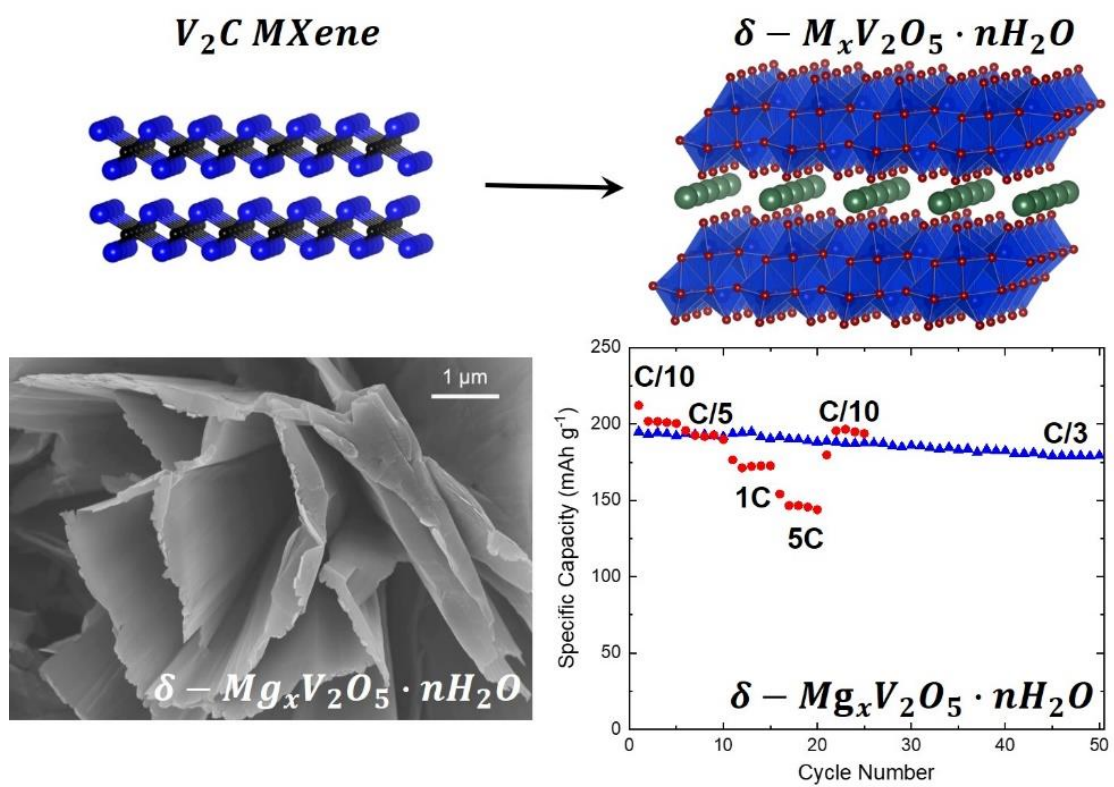 V₂C MXene
δ − MₓV₂O₅ · nH₂O
1 μm
δ − MgₓV₂O₅ · nH₂O
250
200
150
100
50
0
Specific Capacity (mAh g⁻¹)
C/10
C/5
C/10
C/3
1C
5C
δ − MgₓV₂O₅ · nH₂O
0 10 20 30 40 50
Cycle Number